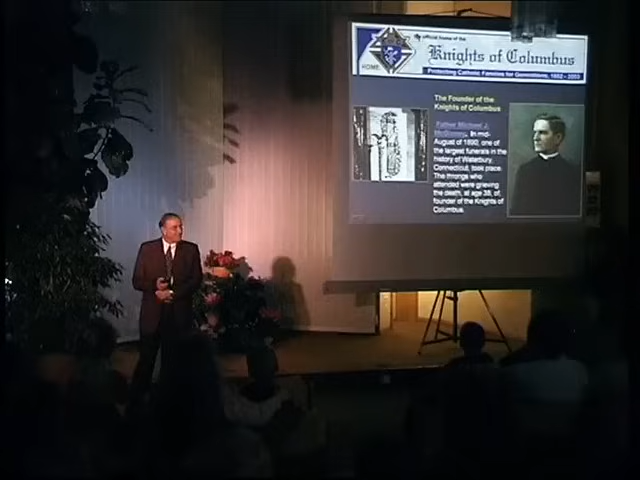 the official home of the
Knights of Columbus
HOME
Protecting Catholic Families for Generations, 1882 - 2003
The Founder of the
Knights of Columbus
Father Michael J.
McGivney. In mid-
August of 1890, one of
the largest funerals in the
history of Waterbury,
Connecticut, took place.
The throngs who
attended were grieving
the death, at age 38, of
founder of the Knights of
Columbus.